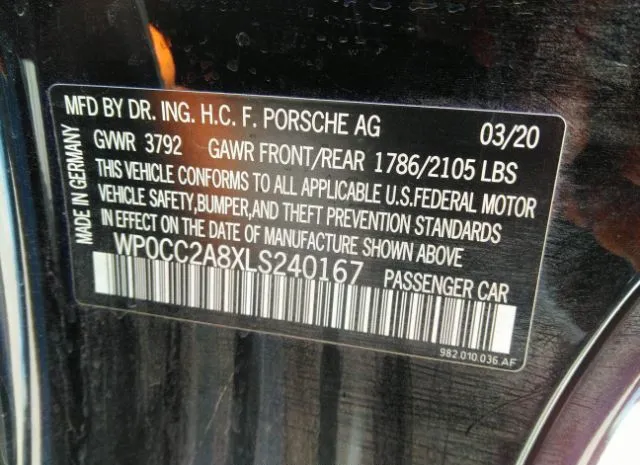 MFD BY DR. ING. H.C. F. PORSCHE AG 03/20
GVWR 3792 GAWR FRONT/REAR 1786/2105 LBS
THIS VEHICLE CONFORMS TO ALL APPLICABLE U.S.FEDERAL MOTOR
VEHICLE SAFETY,BUMPER,AND THEFT PREVENTION STANDARDS
IN EFFECT ON THE DATE OF MANUFACTURE SHOWN ABOVE
WP0CC2A8XLS240167 PASSENGER CAR
MADE IN GERMANY
982.010.036.AF